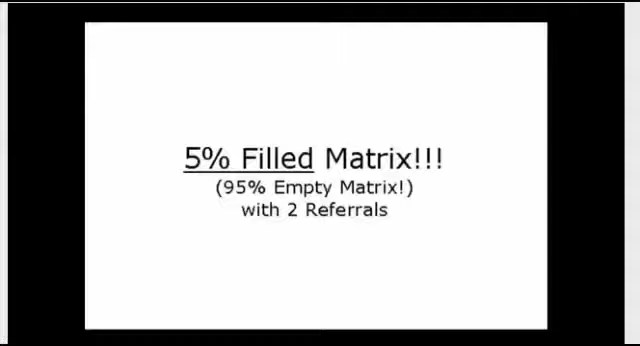 5% Filled Matrix!!!
(95% Empty Matrix!)
with 2 Referrals